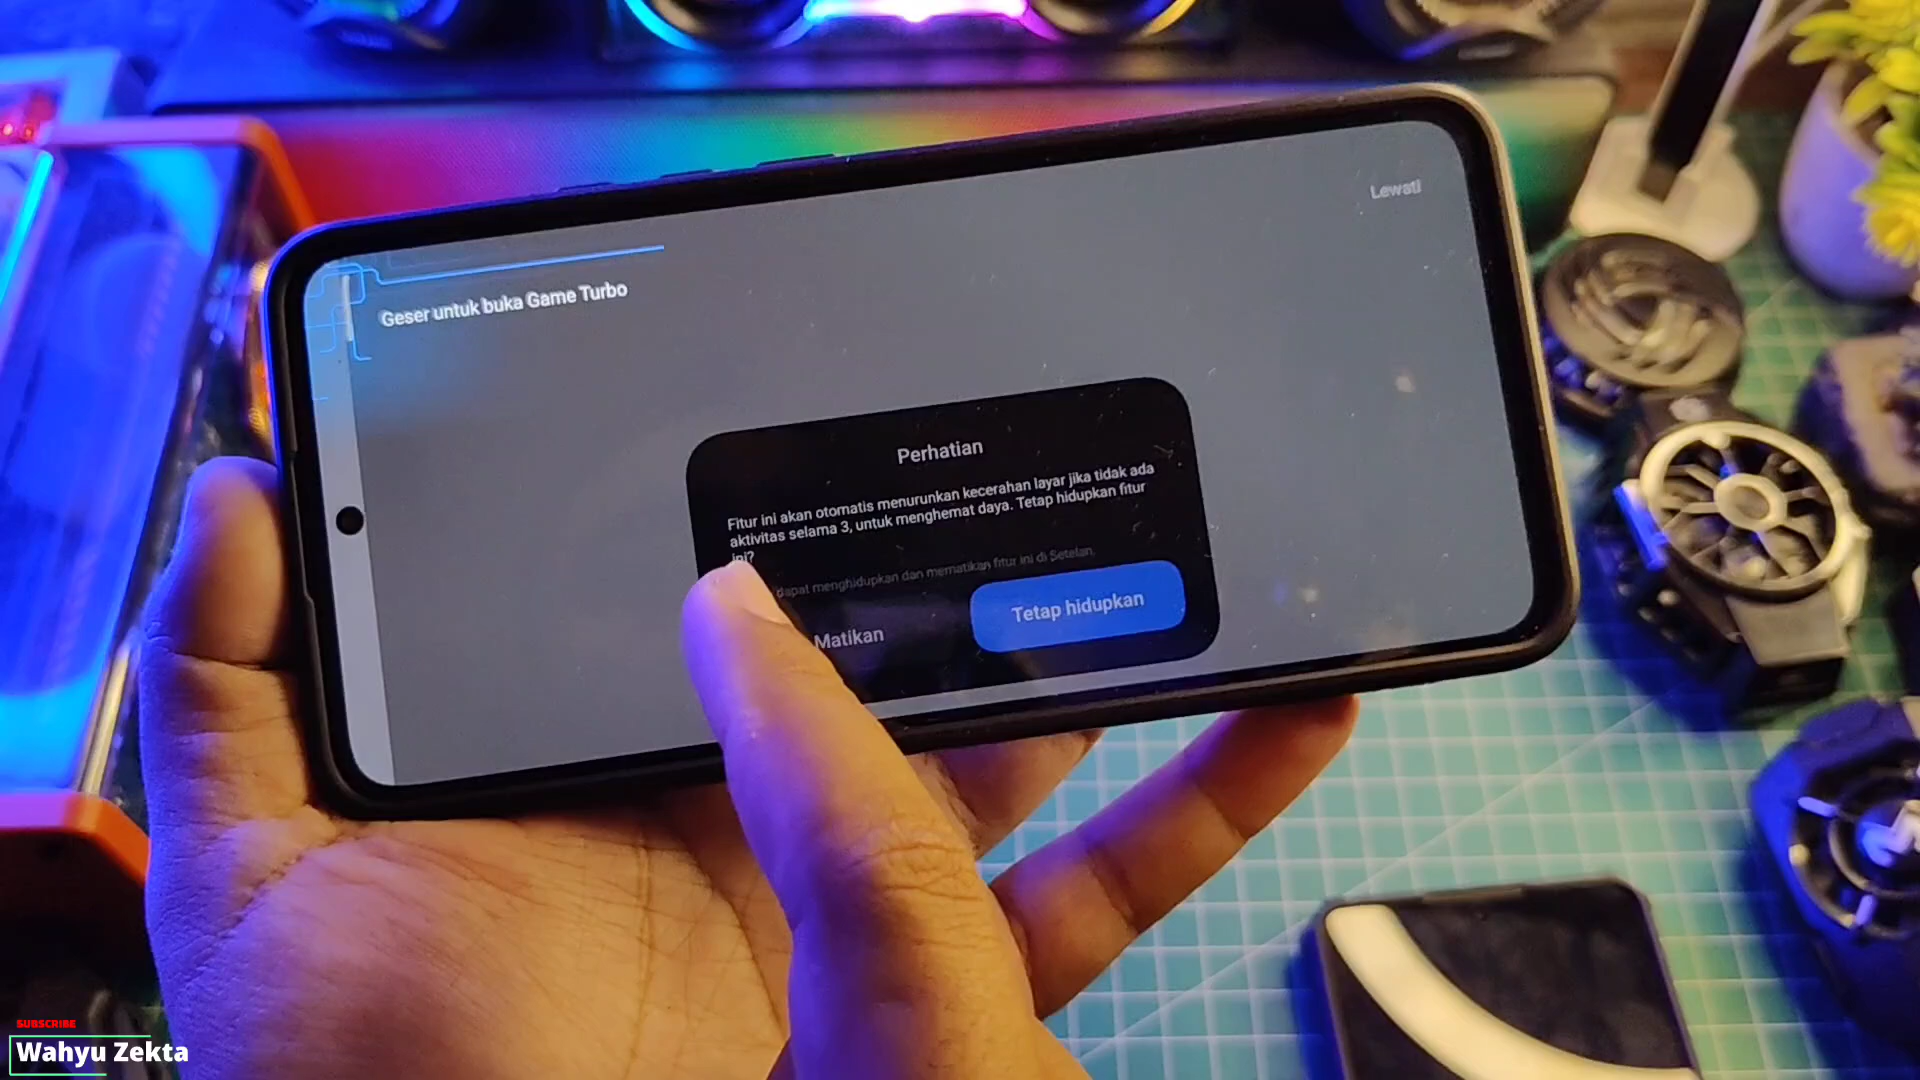 Lewati
Geser untuk buka Game Turbo
Perhatian
Fitur ini akan otomatis menurunkan kecerahan layar jika tidak ada
aktivitas selama 3, untuk menghemat daya. Tetap hidupkan fitur
ini?
dapat menghidupkan dan mematikan fitur ini di Setelan.
Matikan
Tetap hidupkan
SUBSCRIBE
Wahyu Zekta